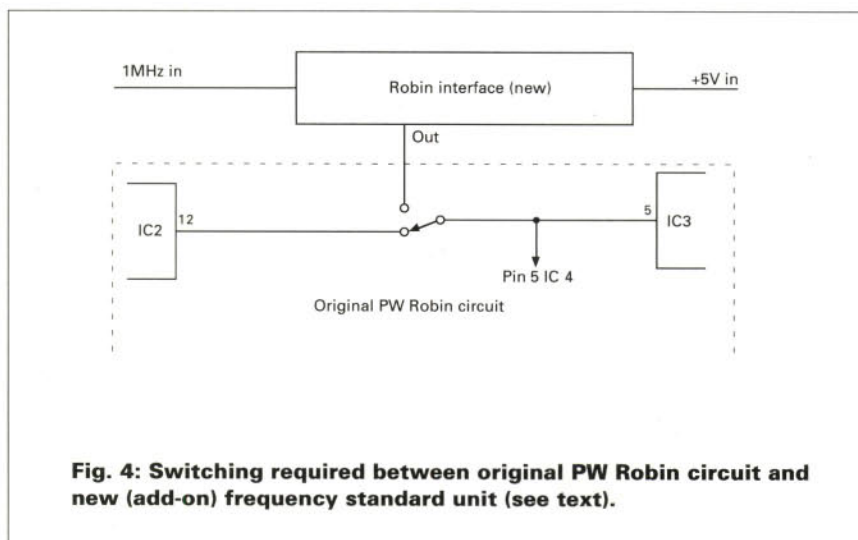 1MHz in
Robin interface (new)
+5V in
Out
IC2
12
5
IC3
Pin 5 IC 4
Original PW Robin circuit
Fig. 4: Switching required between original PW Robin circuit and
new (add-on) frequency standard unit (see text).